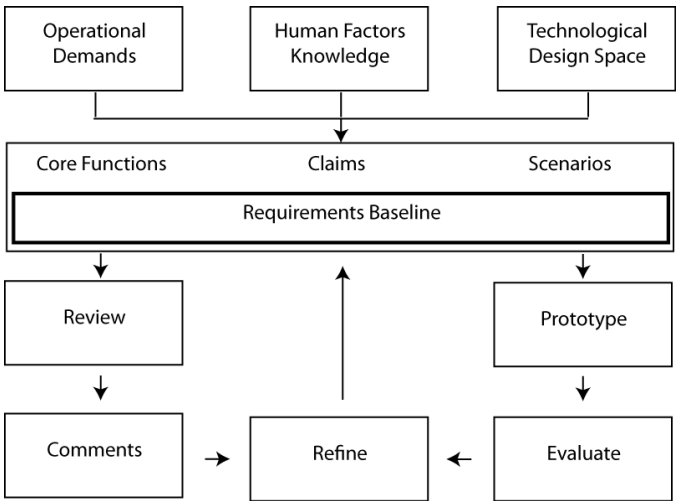 Operational
Demands
Human Factors
Knowledge
Technological
Design Space
Core Functions
Claims
Scenarios
Requirements Baseline
Review
Prototype
Comments
Refine
Evaluate